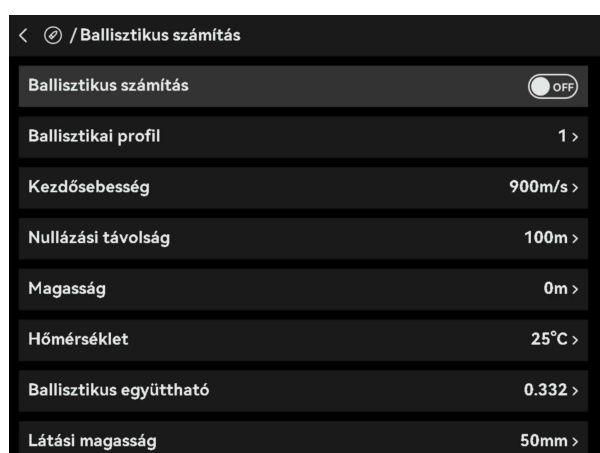 < / Ballisztikus számítás
Ballisztikus számítás OFF
Ballisztikai profil 1 >
Kezdősebesség 900m/s >
Nullázási távolság 100m >
Magasság 0m >
Hőmérséklet 25°C >
Ballisztikus együttható 0.332 >
Látási magasság 50mm >